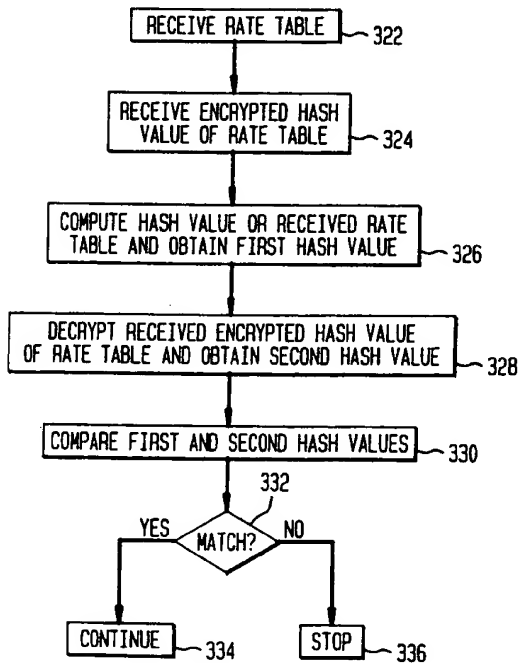 RECEIVE RATE TABLE
322
RECEIVE ENCRYPTED HASH
VALUE OF RATE TABLE
324
COMPUTE HASH VALUE OR RECEIVED RATE
TABLE AND OBTAIN FIRST HASH VALUE
326
DECRYPT RECEIVED ENCRYPTED HASH VALUE
OF RATE TABLE AND OBTAIN SECOND HASH VALUE
328
COMPARE FIRST AND SECOND HASH VALUES
330
332
YES
MATCH?
NO
CONTINUE
334
STOP
336